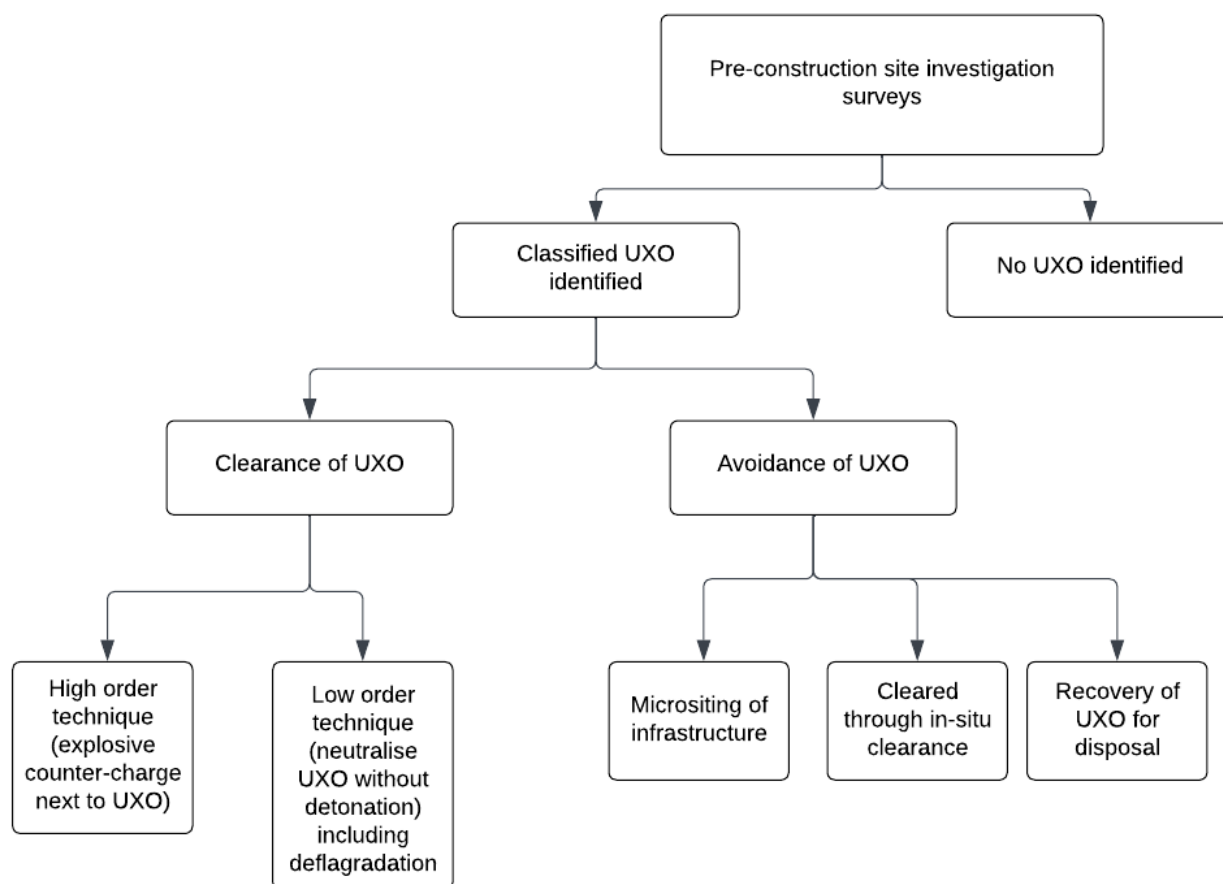 Pre-construction site investigation
surveys
Classified UXO
identified
No UXO identified
Clearance of UXO
Avoidance of UXO
High order
technique
(explosive
counter-charge
next to UXO)
Low order
technique
(neutralise
UXO without
detonation)
including
deflagradation
Micrositing of
infrastructure
Cleared
through in-situ
clearance
Recovery of
UXO for
disposal